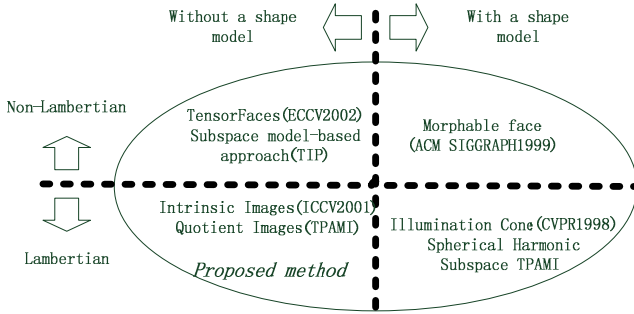 Without a shape
model
With a shape
model
Non-Lambertian
TensorFaces(ECCV2002)
Subspace model-based
approach(TIP)
Morphable face
(ACM SIGGRAPH1999)
Intrinsic Images(ICCV2001)
Quotient Images(TPAMI)
Proposed method
Illumination Cone(CVPR1998)
Spherical Harmonic
Subspace TPAMI
Lambertian